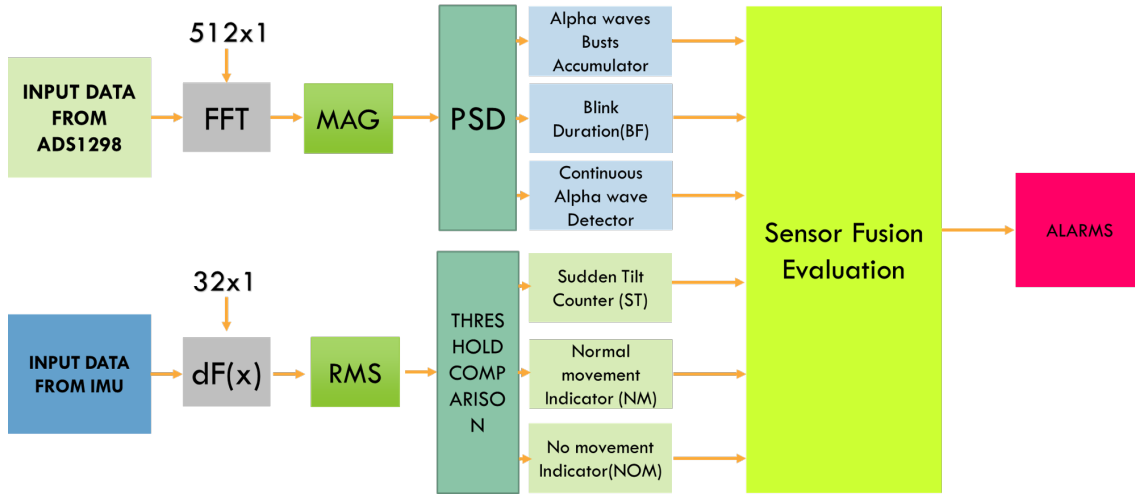 512x1
INPUT DATA
FROM
ADS1298
FFT
MAG
PSD
Alpha waves
Busts
Accumulator
Blink
Duration(BF)
Continuous
Alpha wave
Detector
32x1
INPUT DATA
FROM IMU
dF(x)
RMS
THRES
HOLD
COMP
ARISO
N
Sudden Tilt
Counter (ST)
Normal
movement
Indicator (NM)
No movement
Indicator(NOM)
Sensor Fusion
Evaluation
ALARMS